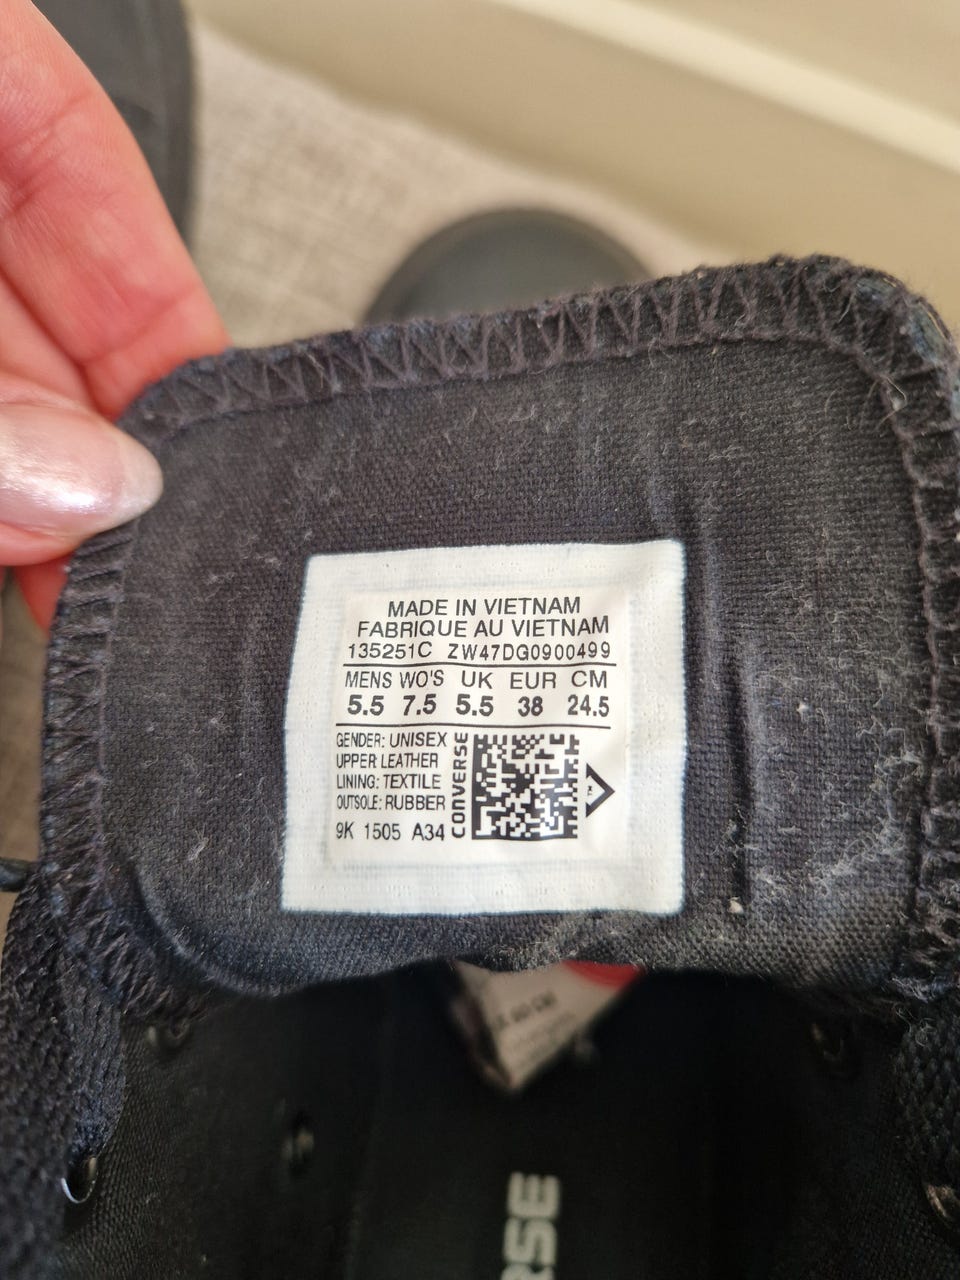 MADE IN VIETNAM
FABRIQUE AU VIETNAM
135251C ZW47DG0900499
MENS WO'S UK EUR CM
5.5 7.5 5.5 38 24.5
GENDER: UNISEX
UPPER LEATHER
LINING: TEXTILE
OUTSOLE: RUBBER
9K 1505 A34
CONVERSE
RSE